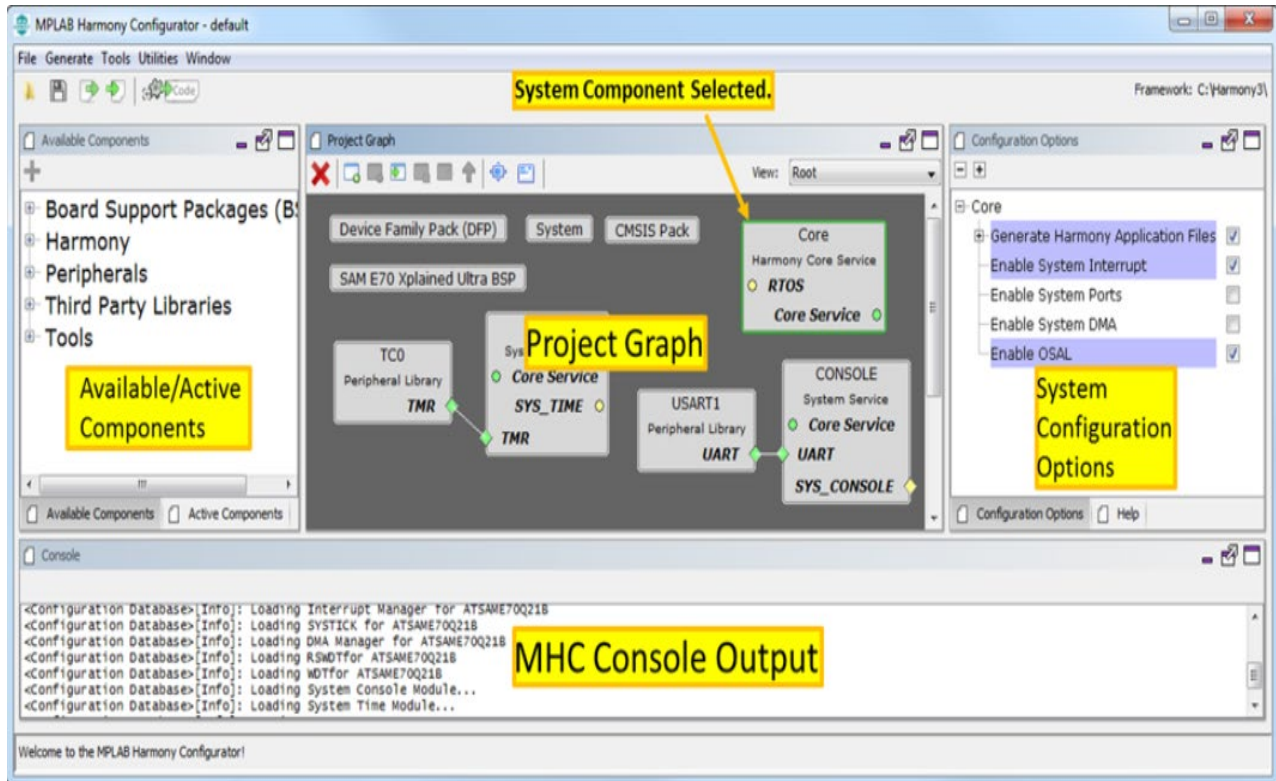 MPLAB Harmony Configurator - default
File Generate Tools Utilities Window
Code
System Component Selected.
Framework: C:\Harmony3\
Available Components
Board Support Packages (B
Harmony
Peripherals
Third Party Libraries
Tools
Available/Active
Components
Available Components
Active Components
Project Graph
View: Root
Device Family Pack (DFP)
System
CMSIS Pack
SAM E70 Xplained Ultra BSP
Core
Harmony Core Service
RTOS
Core Service
Project Graph
TC0
Peripheral Library
TMR
Sys
Core Service
SYS_TIME
TMR
USART1
Peripheral Library
UART
CONSOLE
System Service
Core Service
UART
SYS_CONSOLE
Configuration Options
Core
Generate Harmony Application Files
Enable System Interrupt
Enable System Ports
Enable System DMA
Enable OSAL
System
Configuration
Options
Configuration Options
Help
Console
<Configuration Database>[Info]: Loading Interrupt Manager for ATSAME70Q21B
<Configuration Database>[Info]: Loading SYSTICK for ATSAME70Q21B
<Configuration Database>[Info]: Loading DMA Manager for ATSAME70Q21B
<Configuration Database>[Info]: Loading RSWDTfor ATSAME70Q21B
<Configuration Database>[Info]: Loading WDTfor ATSAME70Q21B
<Configuration Database>[Info]: Loading System Console Module...
<Configuration Database>[Info]: Loading System Time Module...
MHC Console Output
Welcome to the MPLAB Harmony Configurator!